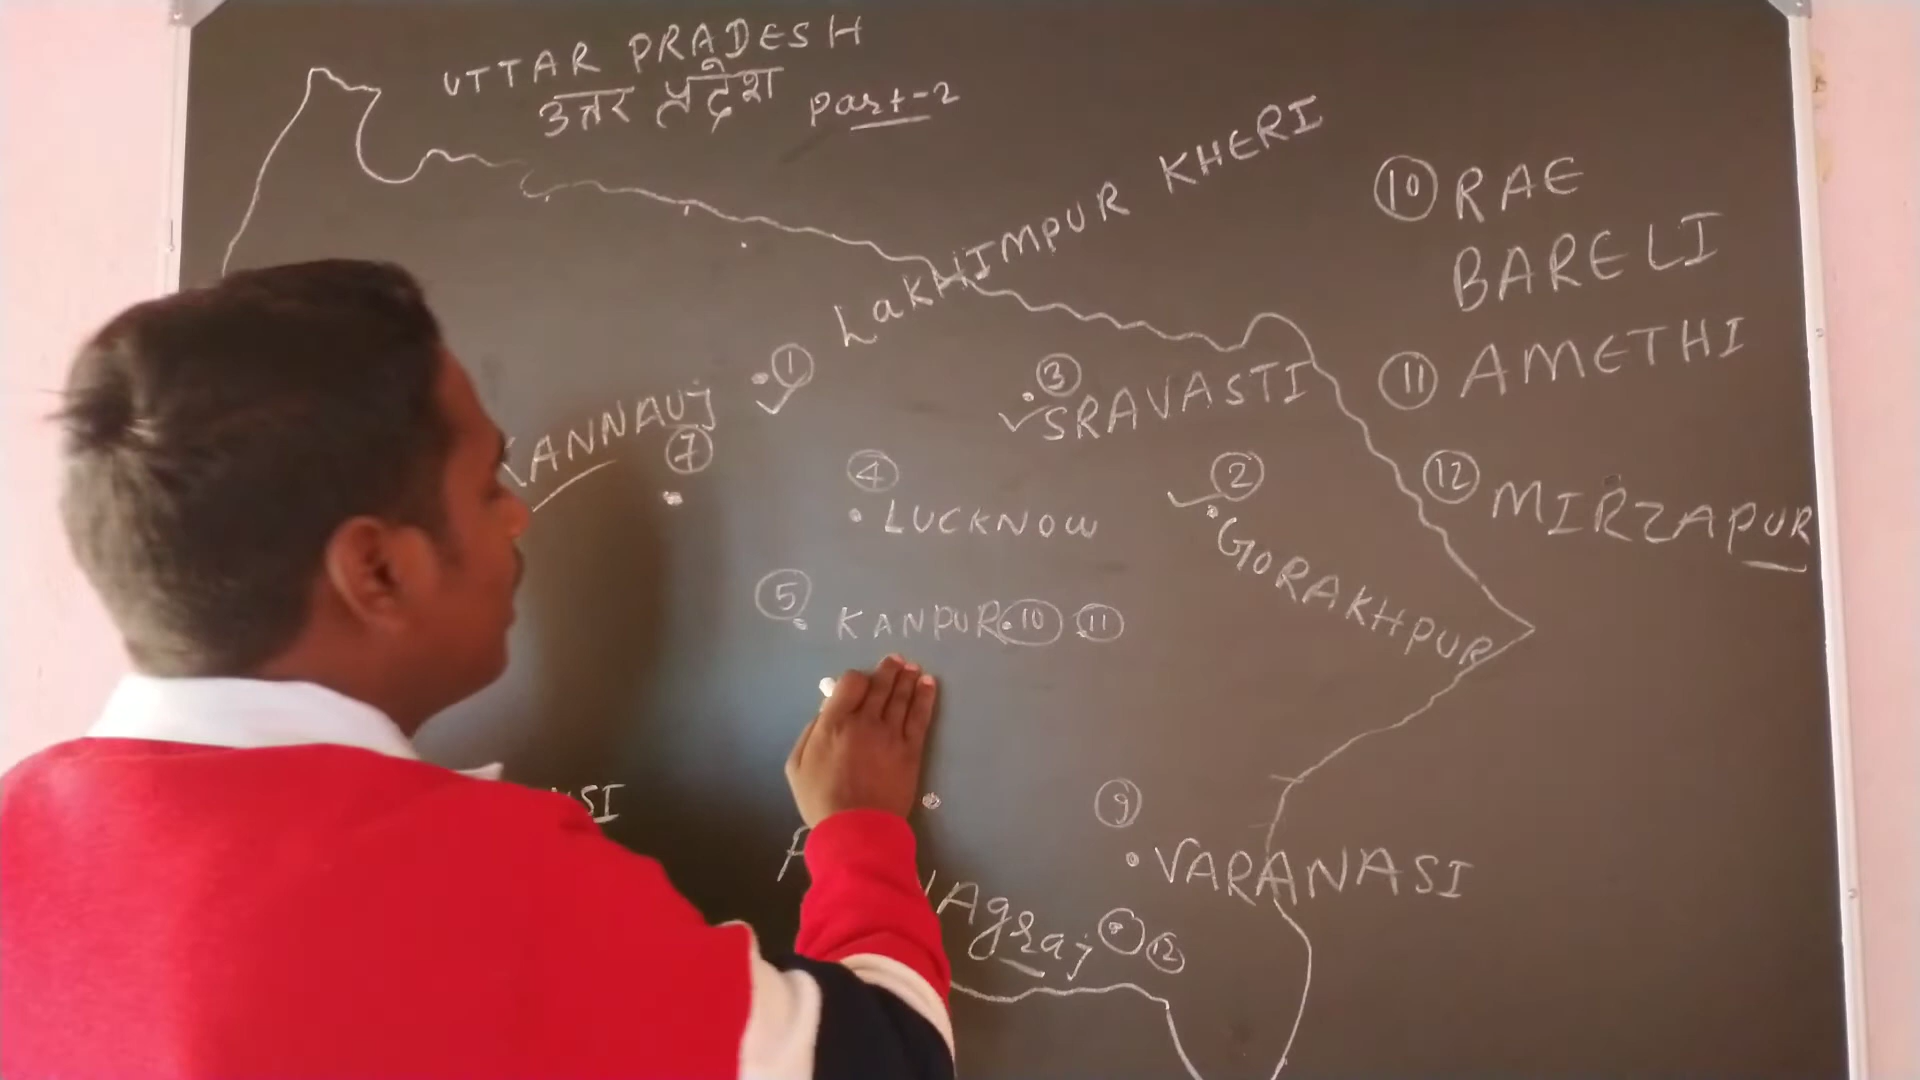 UTTAR PRADESH
उत्तर प्रदेश Part-2
LaKHIMPUR KHERI
①
KANNAUj
⑦
③
SRAVASTI
④
LUCKNOW
②
GORAKHPUR
⑤
KANPUR ⑩ ⑪
⑨
VARANASI
⑫
⑩ RAE
BARELI
⑪ AMETHI
⑫ MIRZAPUR